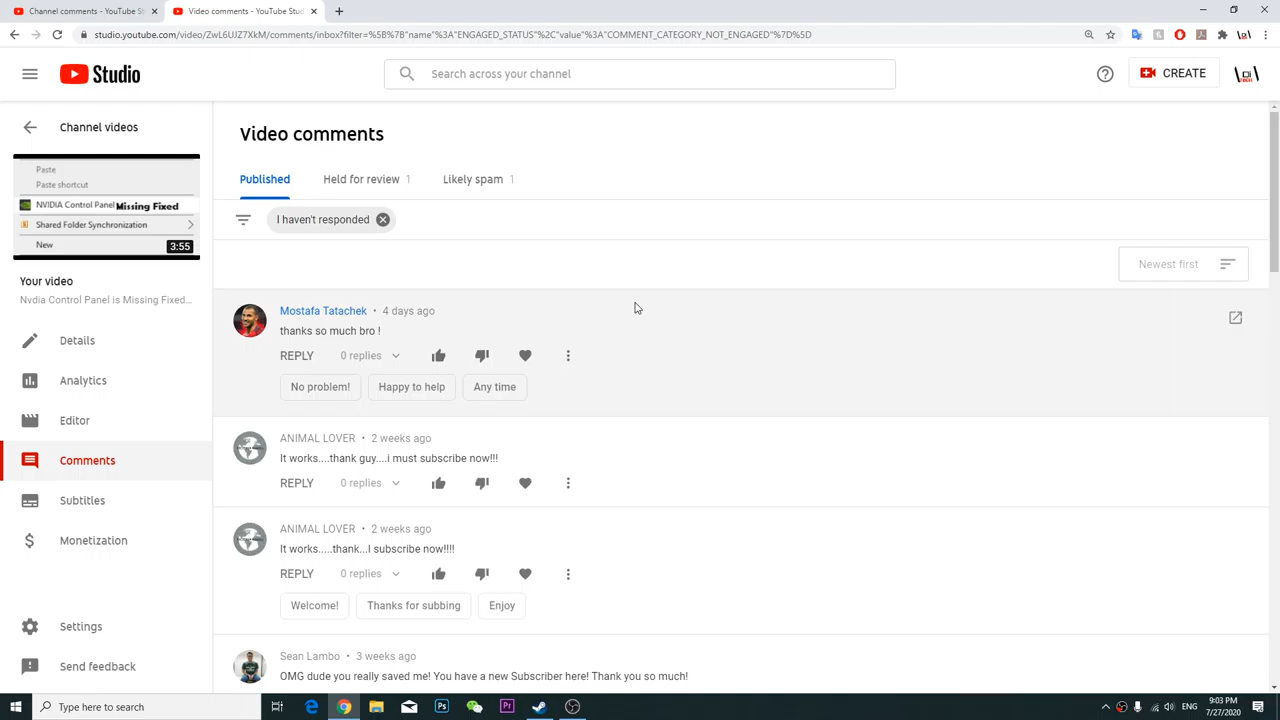 Channel comments - YouTube St
Video comments - YouTube Stud
studio.youtube.com/video/ZwL6UJZ7XkM/comments/inbox?filter=%5B%7B"name"%3A"ENGAGED_STATUS"%2C"value"%3A"COMMENT_CATEGORY_NOT_ENGAGED"%7D%5D
Studio
Search across your channel
CREATE
Channel videos
Paste
Paste shortcut
NVIDIA Control Panel Missing Fixed
Shared Folder Synchronization
New
3:55
Your video
Nvdia Control Panel is Missing Fixed...
Details
Analytics
Editor
Comments
Subtitles
Monetization
Settings
Send feedback
Video comments
Published
Held for review 1
Likely spam 1
I haven't responded
Newest first
Mostafa Tatachek • 4 days ago
thanks so much bro !
REPLY 0 replies
No problem! Happy to help Any time
ANIMAL LOVER • 2 weeks ago
It works....thank guy....i must subscribe now!!!
REPLY 0 replies
ANIMAL LOVER • 2 weeks ago
It works.....thank...I subscribe now!!!!
REPLY 0 replies
Welcome! Thanks for subbing Enjoy
Sean Lambo • 3 weeks ago
OMG dude you really saved me! You have a new Subscriber here! Thank you so much!
Type here to search
9:03 PM
7/27/2020